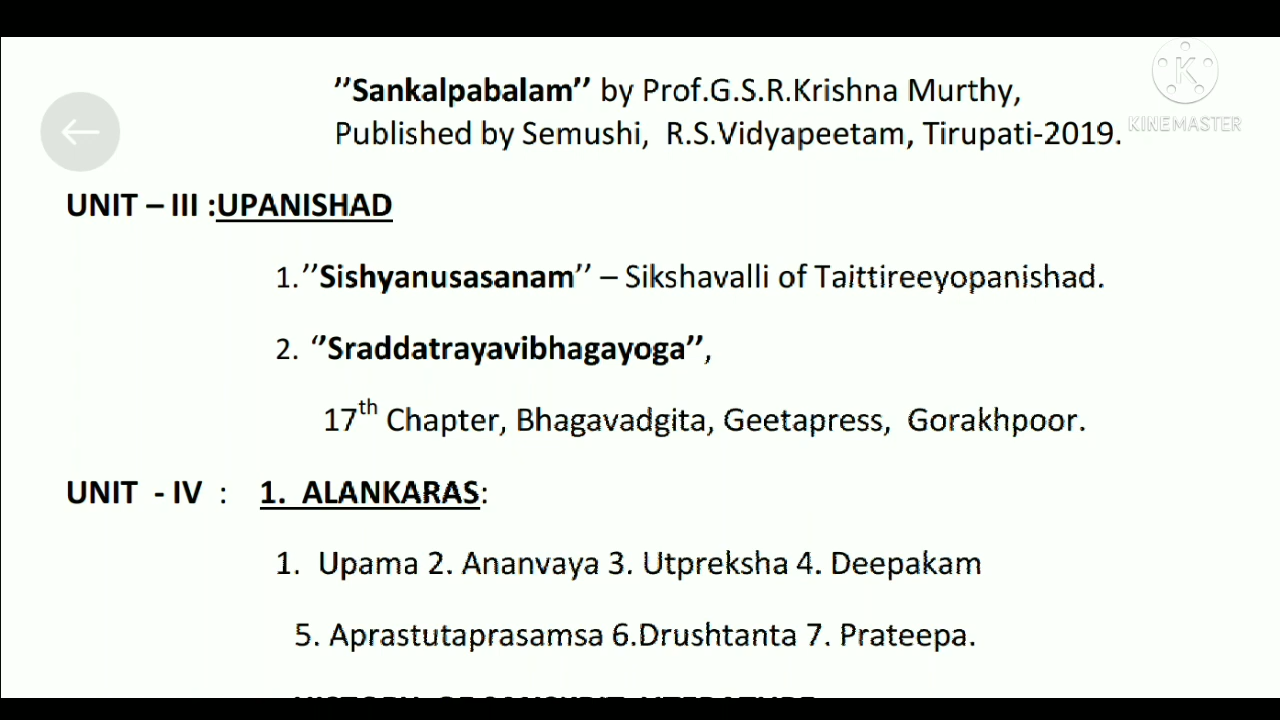 ’’Sankalpabalam’’ by Prof.G.S.R.Krishna Murthy,
Published by Semushi, R.S.Vidyapeetam, Tirupati-2019.
KINEMASTER
UNIT – III :UPANISHAD
1.’’Sishyanusasanam’’ – Sikshavalli of Taittireeyopanishad.
2. ‘’Sraddatrayavibhagayoga’’,
17th Chapter, Bhagavadgita, Geetapress, Gorakhpoor.
UNIT - IV : 1. ALANKARAS:
1. Upama 2. Ananvaya 3. Utpreksha 4. Deepakam
5. Aprastutaprasamsa 6.Drushtanta 7. Prateepa.